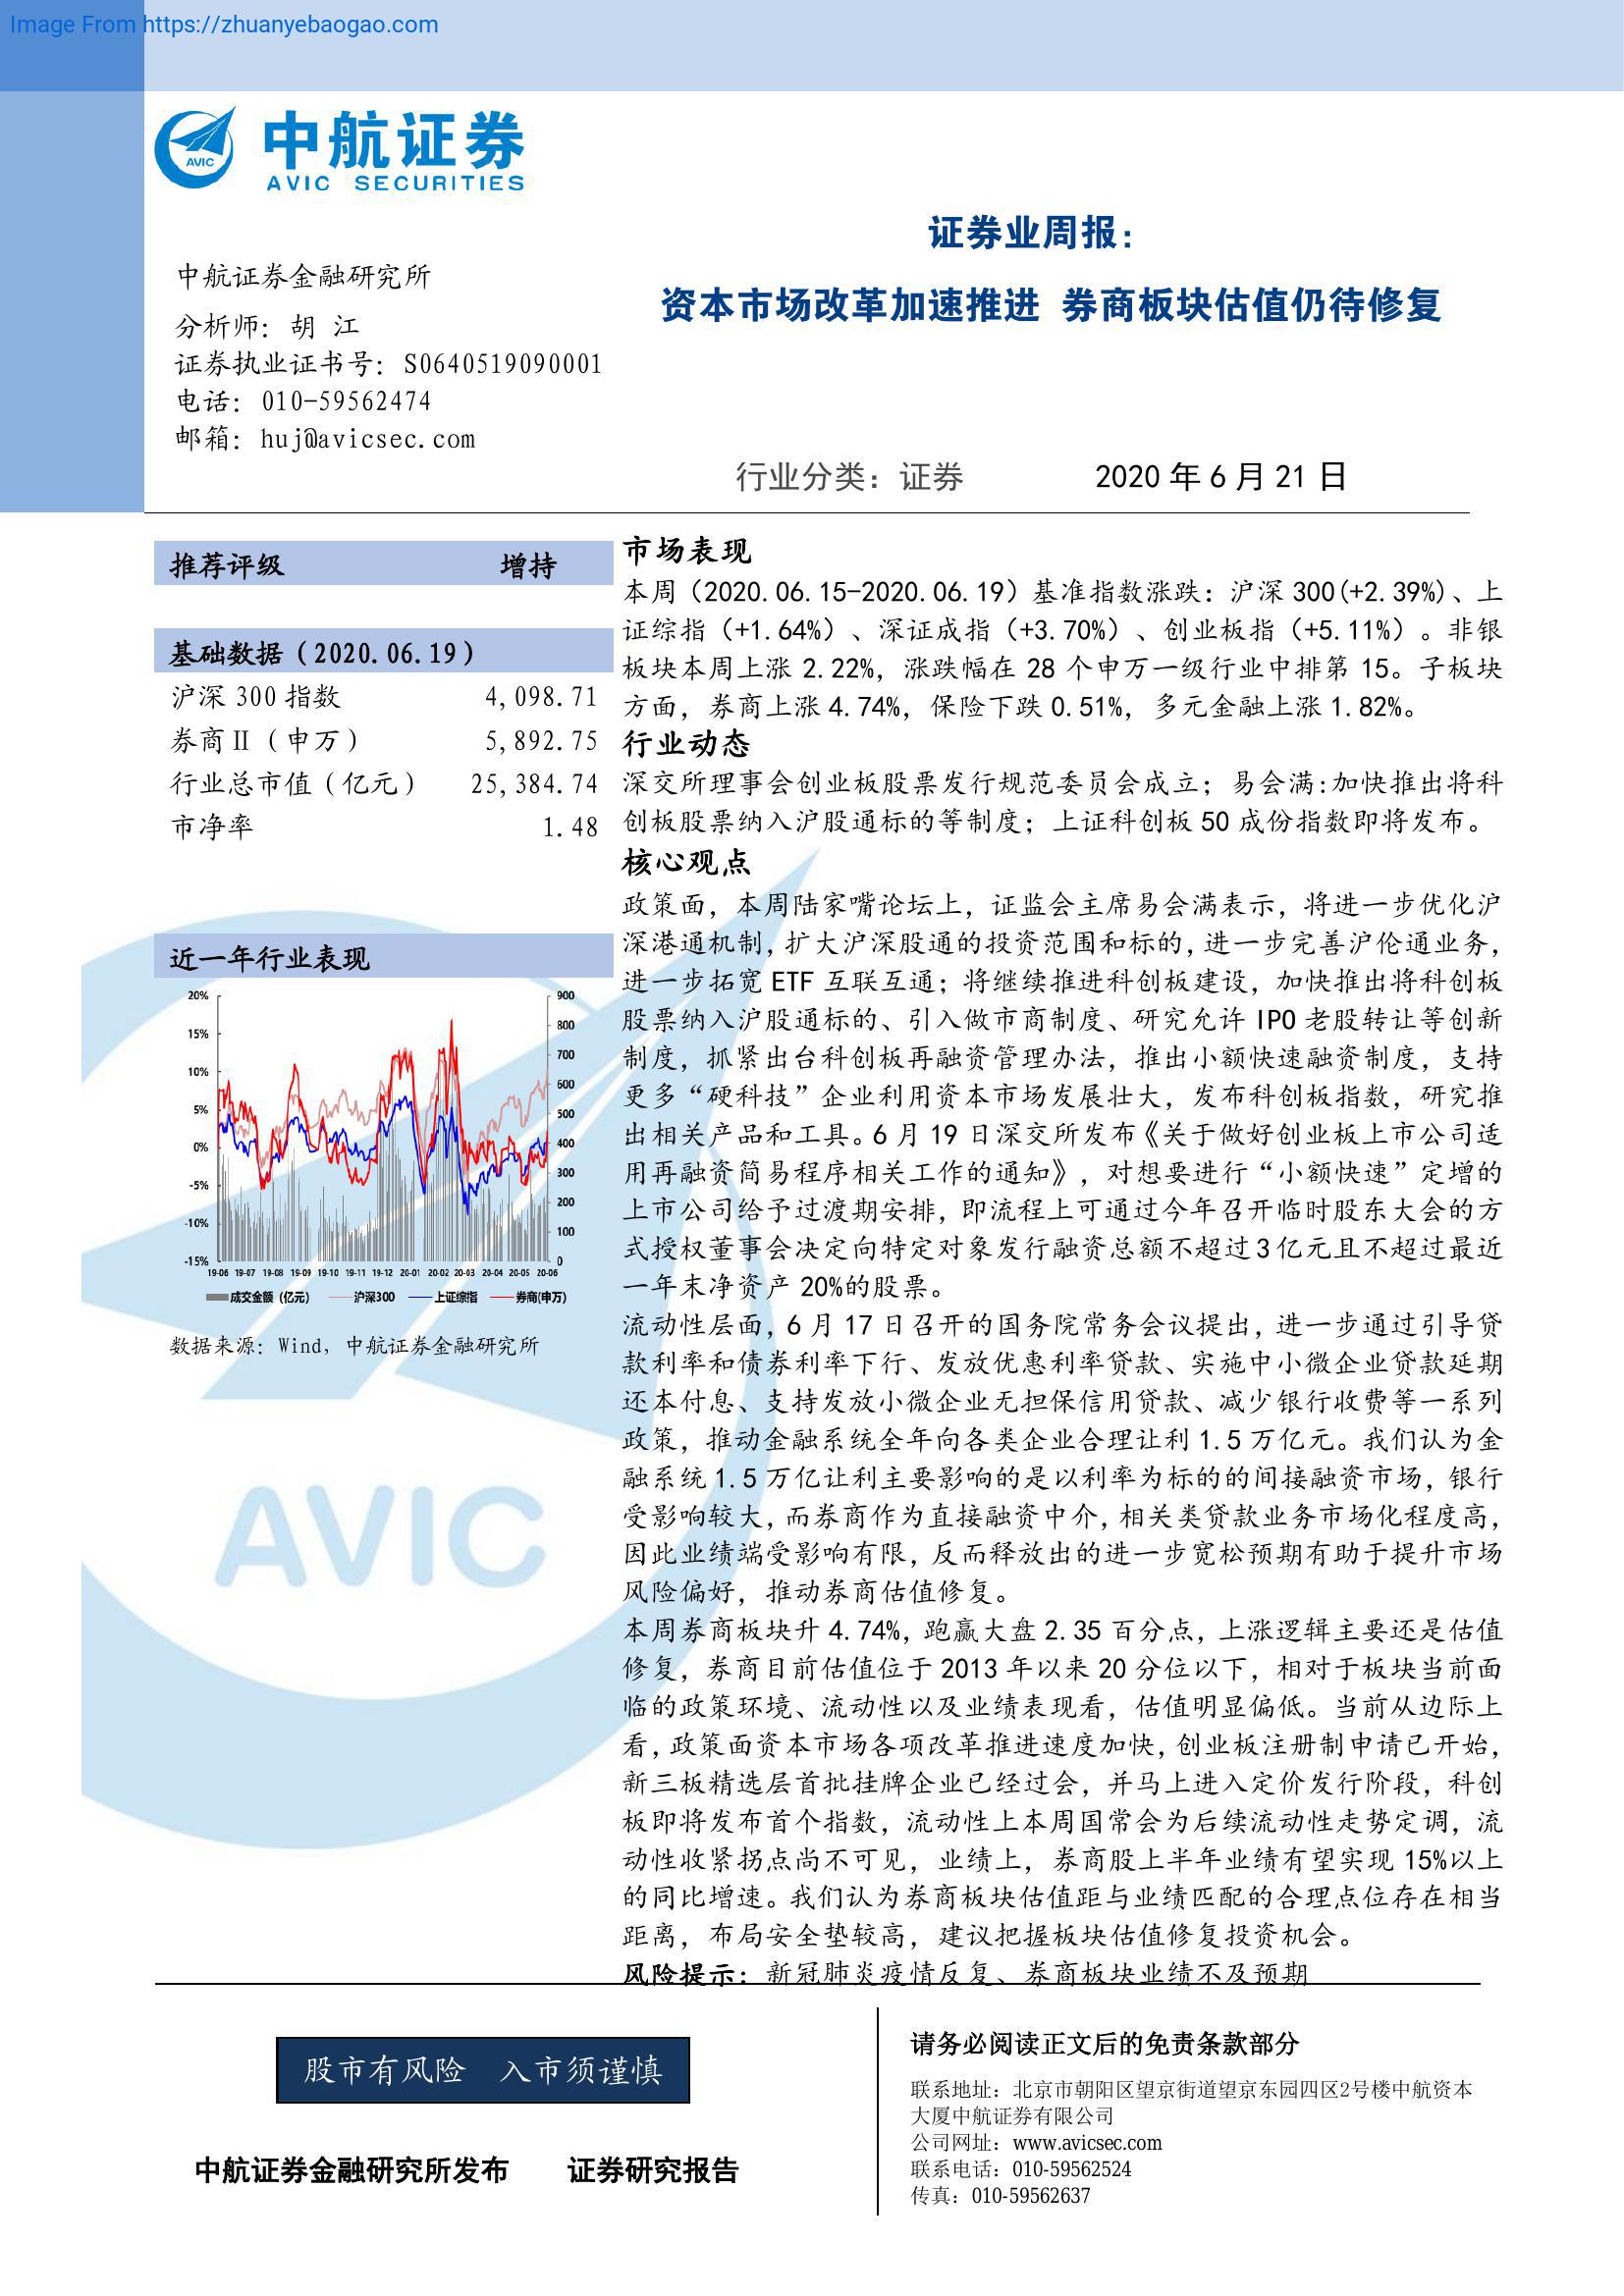 Image From https://zhuanyebaogao.com
AVIC
中航证券
AVIC SECURITIES
证券业周报：
资本市场改革加速推进 券商板块估值仍待修复
中航证券金融研究所
分析师：胡 江
证券执业证书号：S0640519090001
电话：010-59562474
邮箱：huj@avicsec.com
行业分类：证券 2020 年 6 月 21 日
推荐评级 增持
基础数据（2020.06.19）
沪深 300 指数 4,098.71
券商Ⅱ（申万） 5,892.75
行业总市值（亿元） 25,384.74
市净率 1.48
近一年行业表现
20% 900
800
15%
700
10%
600
5% 500
0% 400
300
-5%
200
-10%
100
-15% 0
19-06 19-07 19-08 19-09 19-10 19-11 19-12 20-01 20-02 20-03 20-04 20-05 20-06
成交金额（亿元） 沪深300 上证综指 券商(申万)
数据来源：Wind，中航证券金融研究所
AVIC
市场表现
本周（2020.06.15-2020.06.19）基准指数涨跌：沪深 300(+2.39%)、上
证综指（+1.64%）、深证成指（+3.70%）、创业板指（+5.11%）。非银
板块本周上涨 2.22%，涨跌幅在 28 个申万一级行业中排第 15。子板块
方面，券商上涨 4.74%，保险下跌 0.51%，多元金融上涨 1.82%。
行业动态
深交所理事会创业板股票发行规范委员会成立；易会满:加快推出将科
创板股票纳入沪股通标的等制度；上证科创板 50 成份指数即将发布。
核心观点
政策面，本周陆家嘴论坛上，证监会主席易会满表示，将进一步优化沪
深港通机制，扩大沪深股通的投资范围和标的，进一步完善沪伦通业务，
进一步拓宽 ETF 互联互通；将继续推进科创板建设，加快推出将科创板
股票纳入沪股通标的、引入做市商制度、研究允许 IPO 老股转让等创新
制度，抓紧出台科创板再融资管理办法，推出小额快速融资制度，支持
更多“硬科技”企业利用资本市场发展壮大，发布科创板指数，研究推
出相关产品和工具。6 月 19 日深交所发布《关于做好创业板上市公司适
用再融资简易程序相关工作的通知》，对想要进行“小额快速”定增的
上市公司给予过渡期安排，即流程上可通过今年召开临时股东大会的方
式授权董事会决定向特定对象发行融资总额不超过3亿元且不超过最近
一年末净资产 20%的股票。
流动性层面，6 月 17 日召开的国务院常务会议提出，进一步通过引导贷
款利率和债券利率下行、发放优惠利率贷款、实施中小微企业贷款延期
还本付息、支持发放小微企业无担保信用贷款、减少银行收费等一系列
政策，推动金融系统全年向各类企业合理让利 1.5 万亿元。我们认为金
融系统 1.5 万亿让利主要影响的是以利率为标的的间接融资市场，银行
受影响较大，而券商作为直接融资中介，相关类贷款业务市场化程度高，
因此业绩端受影响有限，反而释放出的进一步宽松预期有助于提升市场
风险偏好，推动券商估值修复。
本周券商板块升 4.74%，跑赢大盘 2.35 百分点，上涨逻辑主要还是估值
修复，券商目前估值位于 2013 年以来 20 分位以下，相对于板块当前面
临的政策环境、流动性以及业绩表现看，估值明显偏低。当前从边际上
看，政策面资本市场各项改革推进速度加快，创业板注册制申请已开始，
新三板精选层首批挂牌企业已经过会，并马上进入定价发行阶段，科创
板即将发布首个指数，流动性上本周国常会为后续流动性走势定调，流
动性收紧拐点尚不可见，业绩上，券商股上半年业绩有望实现 15%以上
的同比增速。我们认为券商板块估值距与业绩匹配的合理点位存在相当
距离，布局安全垫较高，建议把握板块估值修复投资机会。
风险提示：新冠肺炎疫情反复、券商板块业绩不及预期
股市有风险 入市须谨慎
中航证券金融研究所发布 证券研究报告
请务必阅读正文后的免责条款部分
联系地址：北京市朝阳区望京街道望京东园四区2号楼中航资本
大厦中航证券有限公司
公司网址：www.avicsec.com
联系电话：010-59562524
传真：010-59562637